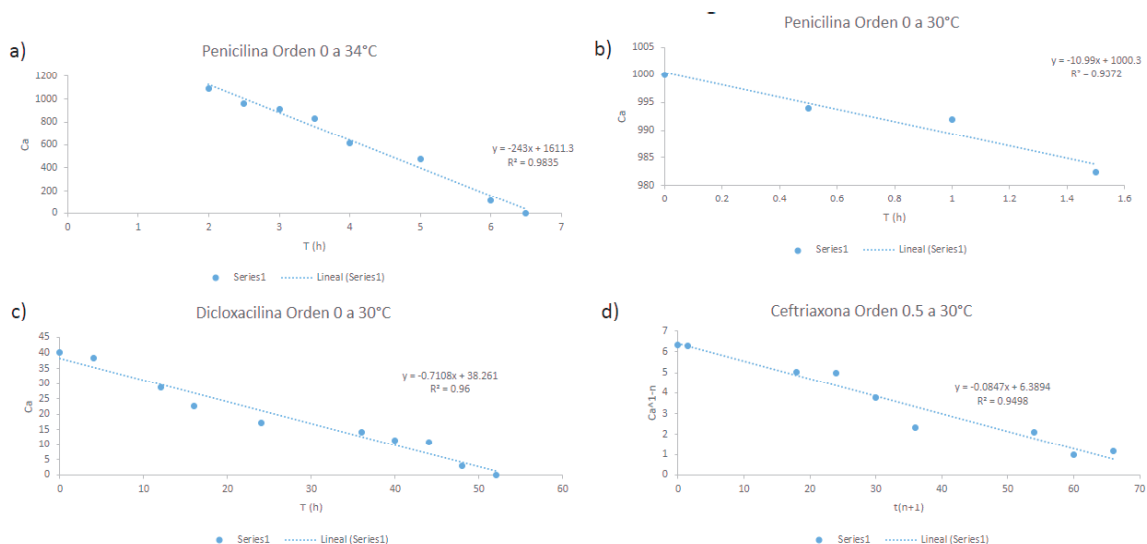 a)
Penicilina Orden 0 a 34°C
1200
1000
800
600
400
200
0
Ca
y = -243x + 1611.3
R² = 0.9835
0 1 2 3 4 5 6 7
T (h)
Series1 Lineal (Series1)
b)
Penicilina Orden 0 a 30°C
1005
1000
995
990
985
980
Ca
y = -10.99x + 1000.3
R² = 0.9372
0 0.2 0.4 0.6 0.8 1 1.2 1.4 1.6
T (h)
Series1 Lineal (Series1)
c)
Dicloxacilina Orden 0 a 30°C
45
40
35
30
25
20
15
10
5
0
Ca
y = -0.7108x + 38.261
R² = 0.96
0 10 20 30 40 50 60
T (h)
Series1 Lineal (Series1)
d)
Ceftriaxona Orden 0.5 a 30°C
7
6
5
4
3
2
1
0
Ca^1-n
y = -0.0847x + 6.3894
R² = 0.9498
0 10 20 30 40 50 60 70
t(n+1)
Series1 Lineal (Series1)